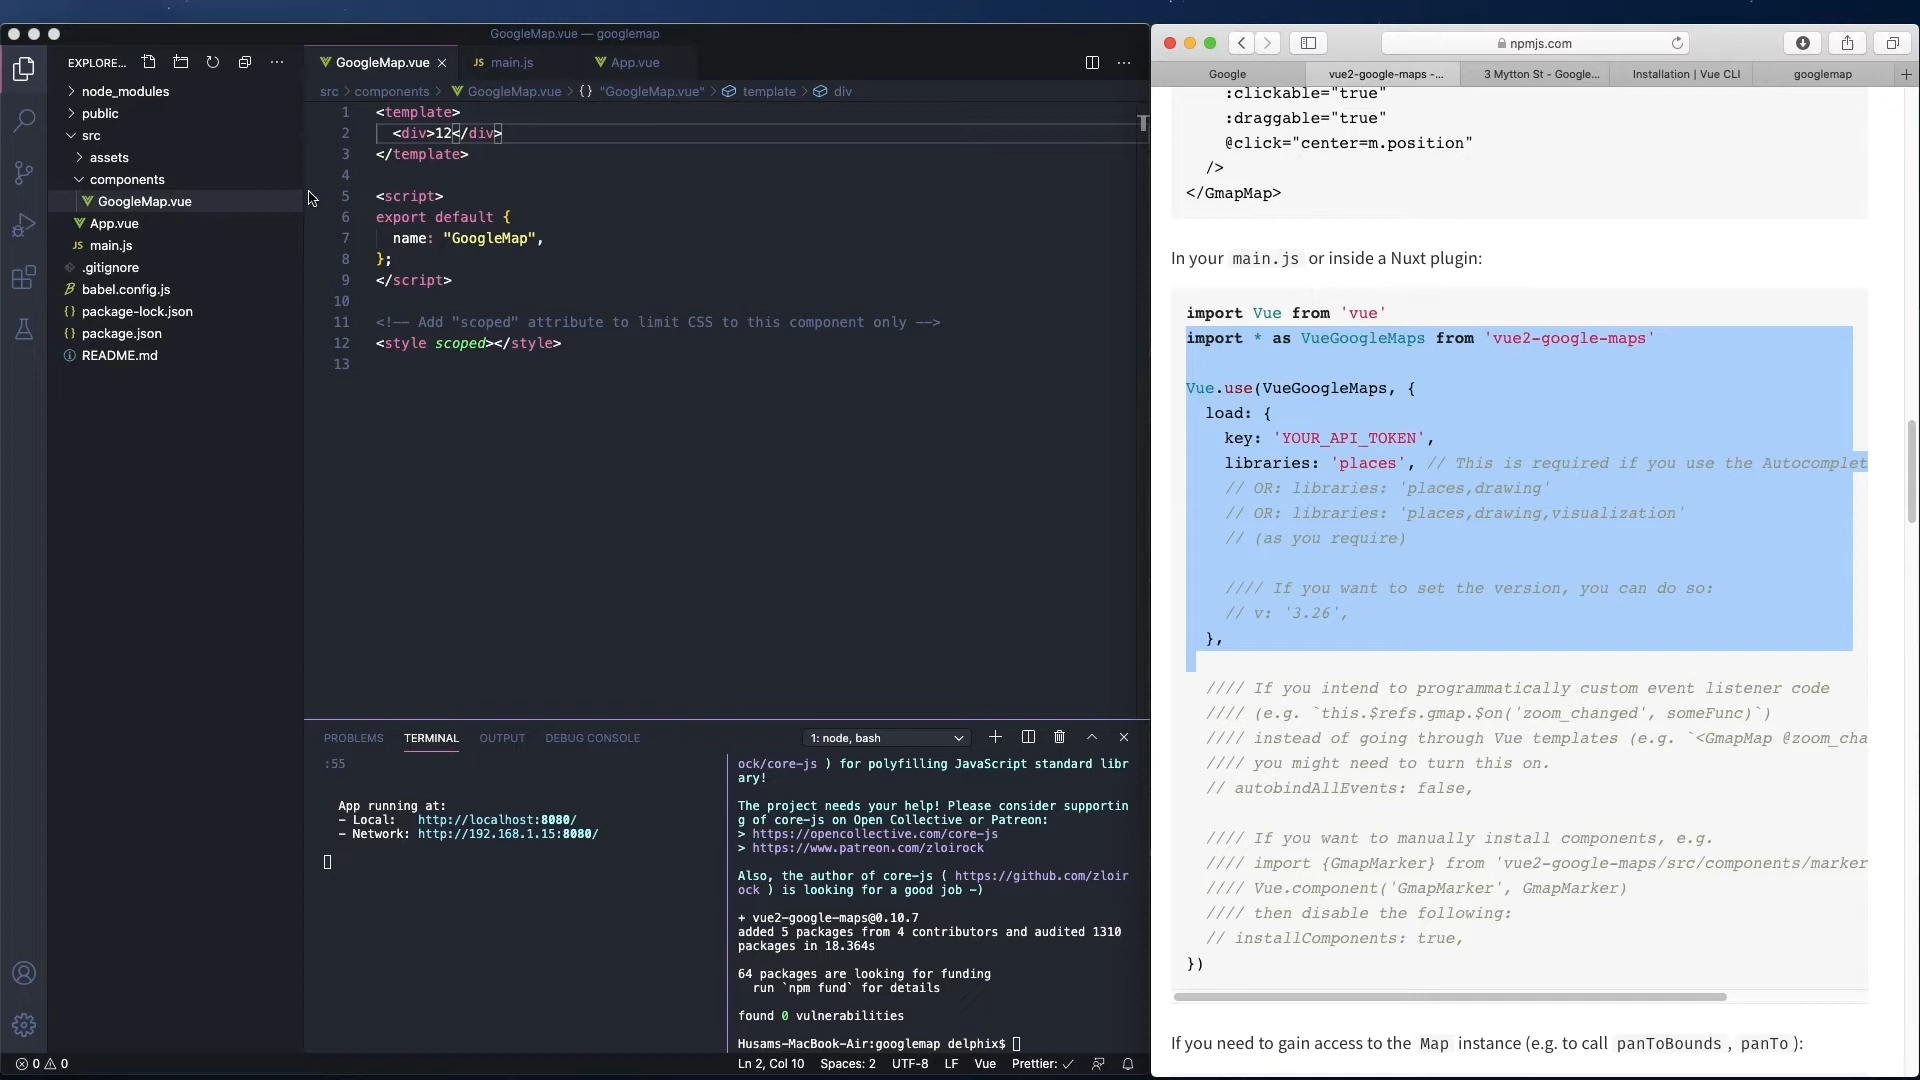 GoogleMap.vue — googlemap
EXPLORE...
GoogleMap.vue
main.js
App.vue
src > components > GoogleMap.vue > {} "GoogleMap.vue" > template > div
node_modules
public
src
assets
components
GoogleMap.vue
App.vue
JS main.js
.gitignore
babel.config.js
{} package-lock.json
{} package.json
README.md
1 <template>
2 <div>12</div>
3 </template>
4
5 <script>
6 export default {
7 name: "GoogleMap",
8 };
9 </script>
10
11 <!-- Add "scoped" attribute to limit CSS to this component only -->
12 <style scoped></style>
13
PROBLEMS TERMINAL OUTPUT DEBUG CONSOLE
1: node, bash
:55
App running at:
- Local: http://localhost:8080/
- Network: http://192.168.1.15:8080/
ock/core-js ) for polyfilling JavaScript standard libr
ary!
The project needs your help! Please consider supportin
g of core-js on Open Collective or Patreon:
> https://opencollective.com/core-js
> https://www.patreon.com/zloirock
Also, the author of core-js ( https://github.com/zloir
ock ) is looking for a good job -)
+ vue2-google-maps@0.10.7
added 5 packages from 4 contributors and audited 1310
packages in 18.364s
64 packages are looking for funding
run `npm fund` for details
found 0 vulnerabilities
Husams-MacBook-Air:googlemap delphix$
0 0
Ln 2, Col 10 Spaces: 2 UTF-8 LF Vue Prettier: ✓
npmjs.com
Google
vue2-google-maps -...
3 Mytton St - Google...
Installation | Vue CLI
googlemap
:clickable="true"
:draggable="true"
@click="center=m.position"
/>
</GmapMap>
In your main.js or inside a Nuxt plugin:
import Vue from 'vue'
import * as VueGoogleMaps from 'vue2-google-maps'
Vue.use(VueGoogleMaps, {
load: {
key: 'YOUR_API_TOKEN',
libraries: 'places', // This is required if you use the Autocomplet
// OR: libraries: 'places,drawing'
// OR: libraries: 'places,drawing,visualization'
// (as you require)
//// If you want to set the version, you can do so:
// v: '3.26',
},
//// If you intend to programmatically custom event listener code
//// (e.g. `this.$refs.gmap.$on('zoom_changed', someFunc)`)
//// instead of going through Vue templates (e.g. `<GmapMap @zoom_cha
//// you might need to turn this on.
// autobindAllEvents: false,
//// If you want to manually install components, e.g.
//// import {GmapMarker} from 'vue2-google-maps/src/components/marker
//// Vue.component('GmapMarker', GmapMarker)
//// then disable the following:
// installComponents: true,
})
If you need to gain access to the Map instance (e.g. to call panToBounds , panTo ):